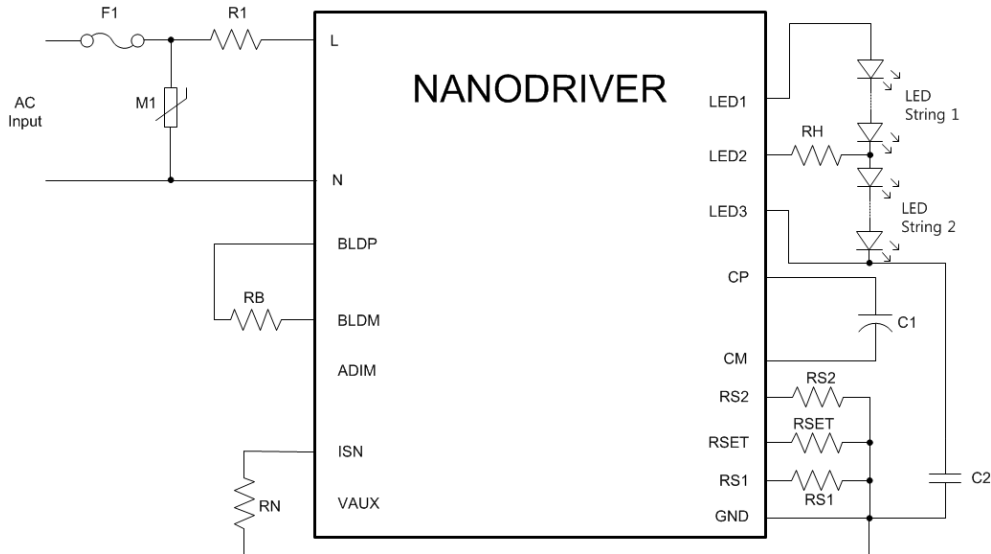 F1
R1
L
AC
Input
M1
N
NANODRIVER
LED1
LED
String 1
RH
LED2
LED3
LED
String 2
BLDP
RB
BLDM
ADIM
ISN
RN
VAUX
CP
C1
CM
RS2
RS2
RSET
RSET
RS1
RS1
GND
C2